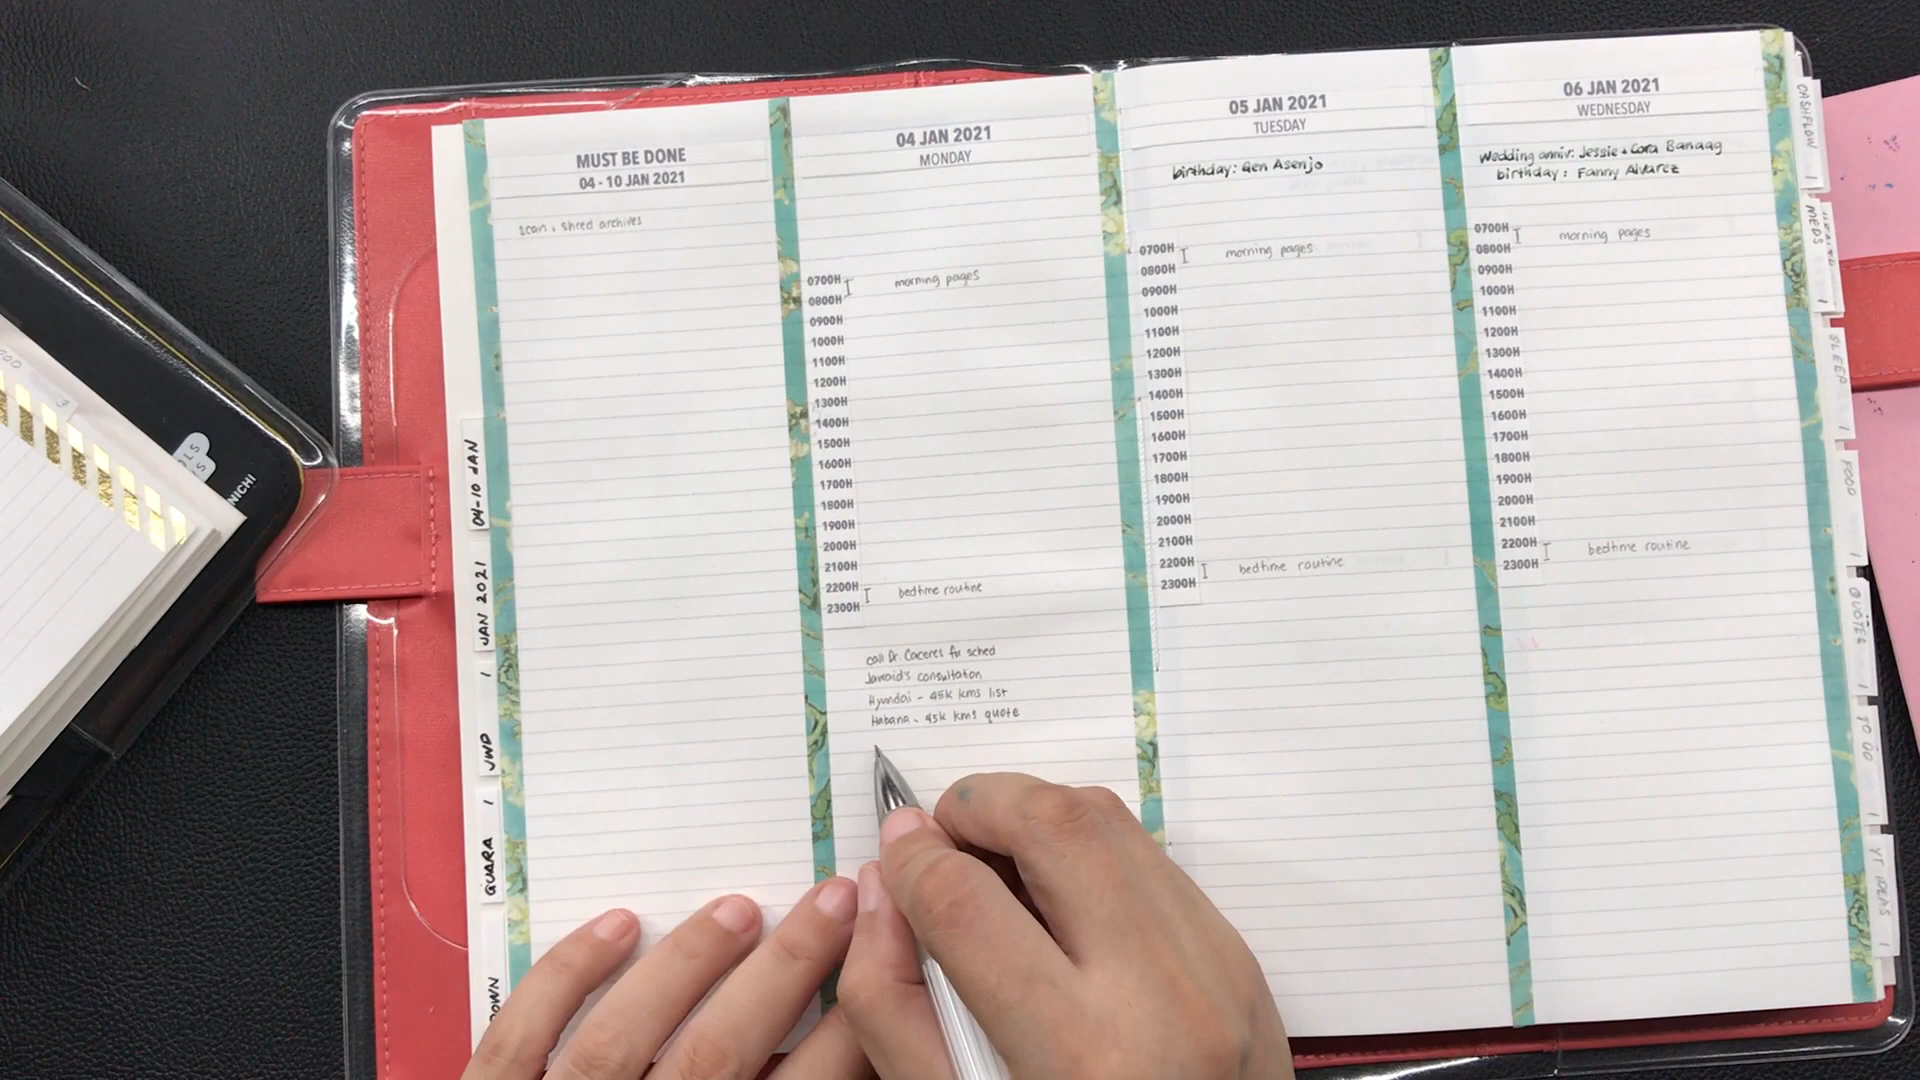 MUST BE DONE
04 - 10 JAN 2021
scan + shred archives
04 JAN 2021
MONDAY
0700H
morning pages
0800H
0900H
1000H
1100H
1200H
1300H
1400H
1500H
1600H
1700H
1800H
1900H
2000H
2100H
2200H
bedtime routine
2300H
call Dr. Caceres for sched
Jawaid's consultation
Hyundai - 45k kms list
Habana - 45k kms quote
05 JAN 2021
TUESDAY
birthday: Gen Asenjo
0700H
morning pages
0800H
0900H
1000H
1100H
1200H
1300H
1400H
1500H
1600H
1700H
1800H
1900H
2000H
2100H
2200H
bedtime routine
2300H
06 JAN 2021
WEDNESDAY
Wedding anniv: Jessie + Cora Banaag
birthday: Fanny Alvarez
0700H
morning pages
0800H
0900H
1000H
1100H
1200H
1300H
1400H
1500H
1600H
1700H
1800H
1900H
2000H
2100H
2200H
bedtime routine
2300H
04-10 JAN
JAN 2021
JWP
QUARA
CASHFLOW
MEDS
SLEEP
FOOD
QUOTES
TO DO
YT IDEAS